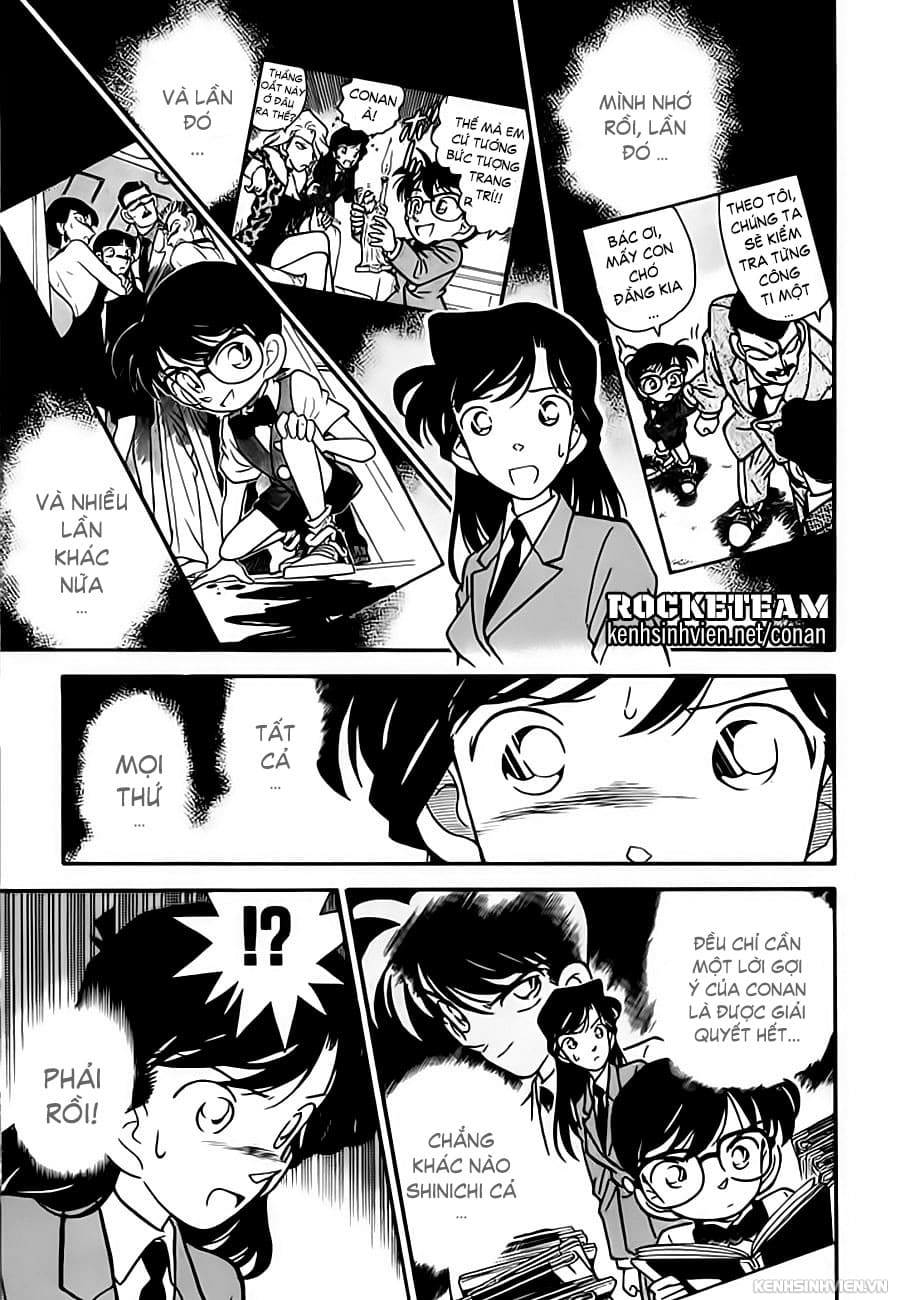 MÌNH NHỚ
RỒI, LẦN
ĐÓ ...
THEO TÔI,
CHÚNG TA
SẼ KIỂM
TRA TỪNG
CÔNG
TI MỘT
BÁC ƠI,
MẤY CON
CHÓ
ĐẰNG KIA
...
VÀ LẦN
ĐÓ
...
THẾ MÀ EM
CỨ TƯỚNG
BỨC TƯỢNG
TRANG
TRÍ!!
CONAN
À!
THẰNG
OẮT NÀY
Ở ĐÂU
RA THẾ?
VÀ NHIỀU
LẦN
KHÁC
NỮA
...
ROCKETEAM
kenhsinhvien.net/conan
TẤT
CẢ
...
MỌI
THỨ
...
ĐỀU CHỈ CẦN
MỘT LỜI GỢI
Ý CỦA CONAN
LÀ ĐƯỢC GIẢI
QUYẾT HẾT...
CHẲNG
KHÁC NÀO
SHINICHI CẢ
...
!?
PHẢI
RỒI!
KENHSINHVIEN.VN